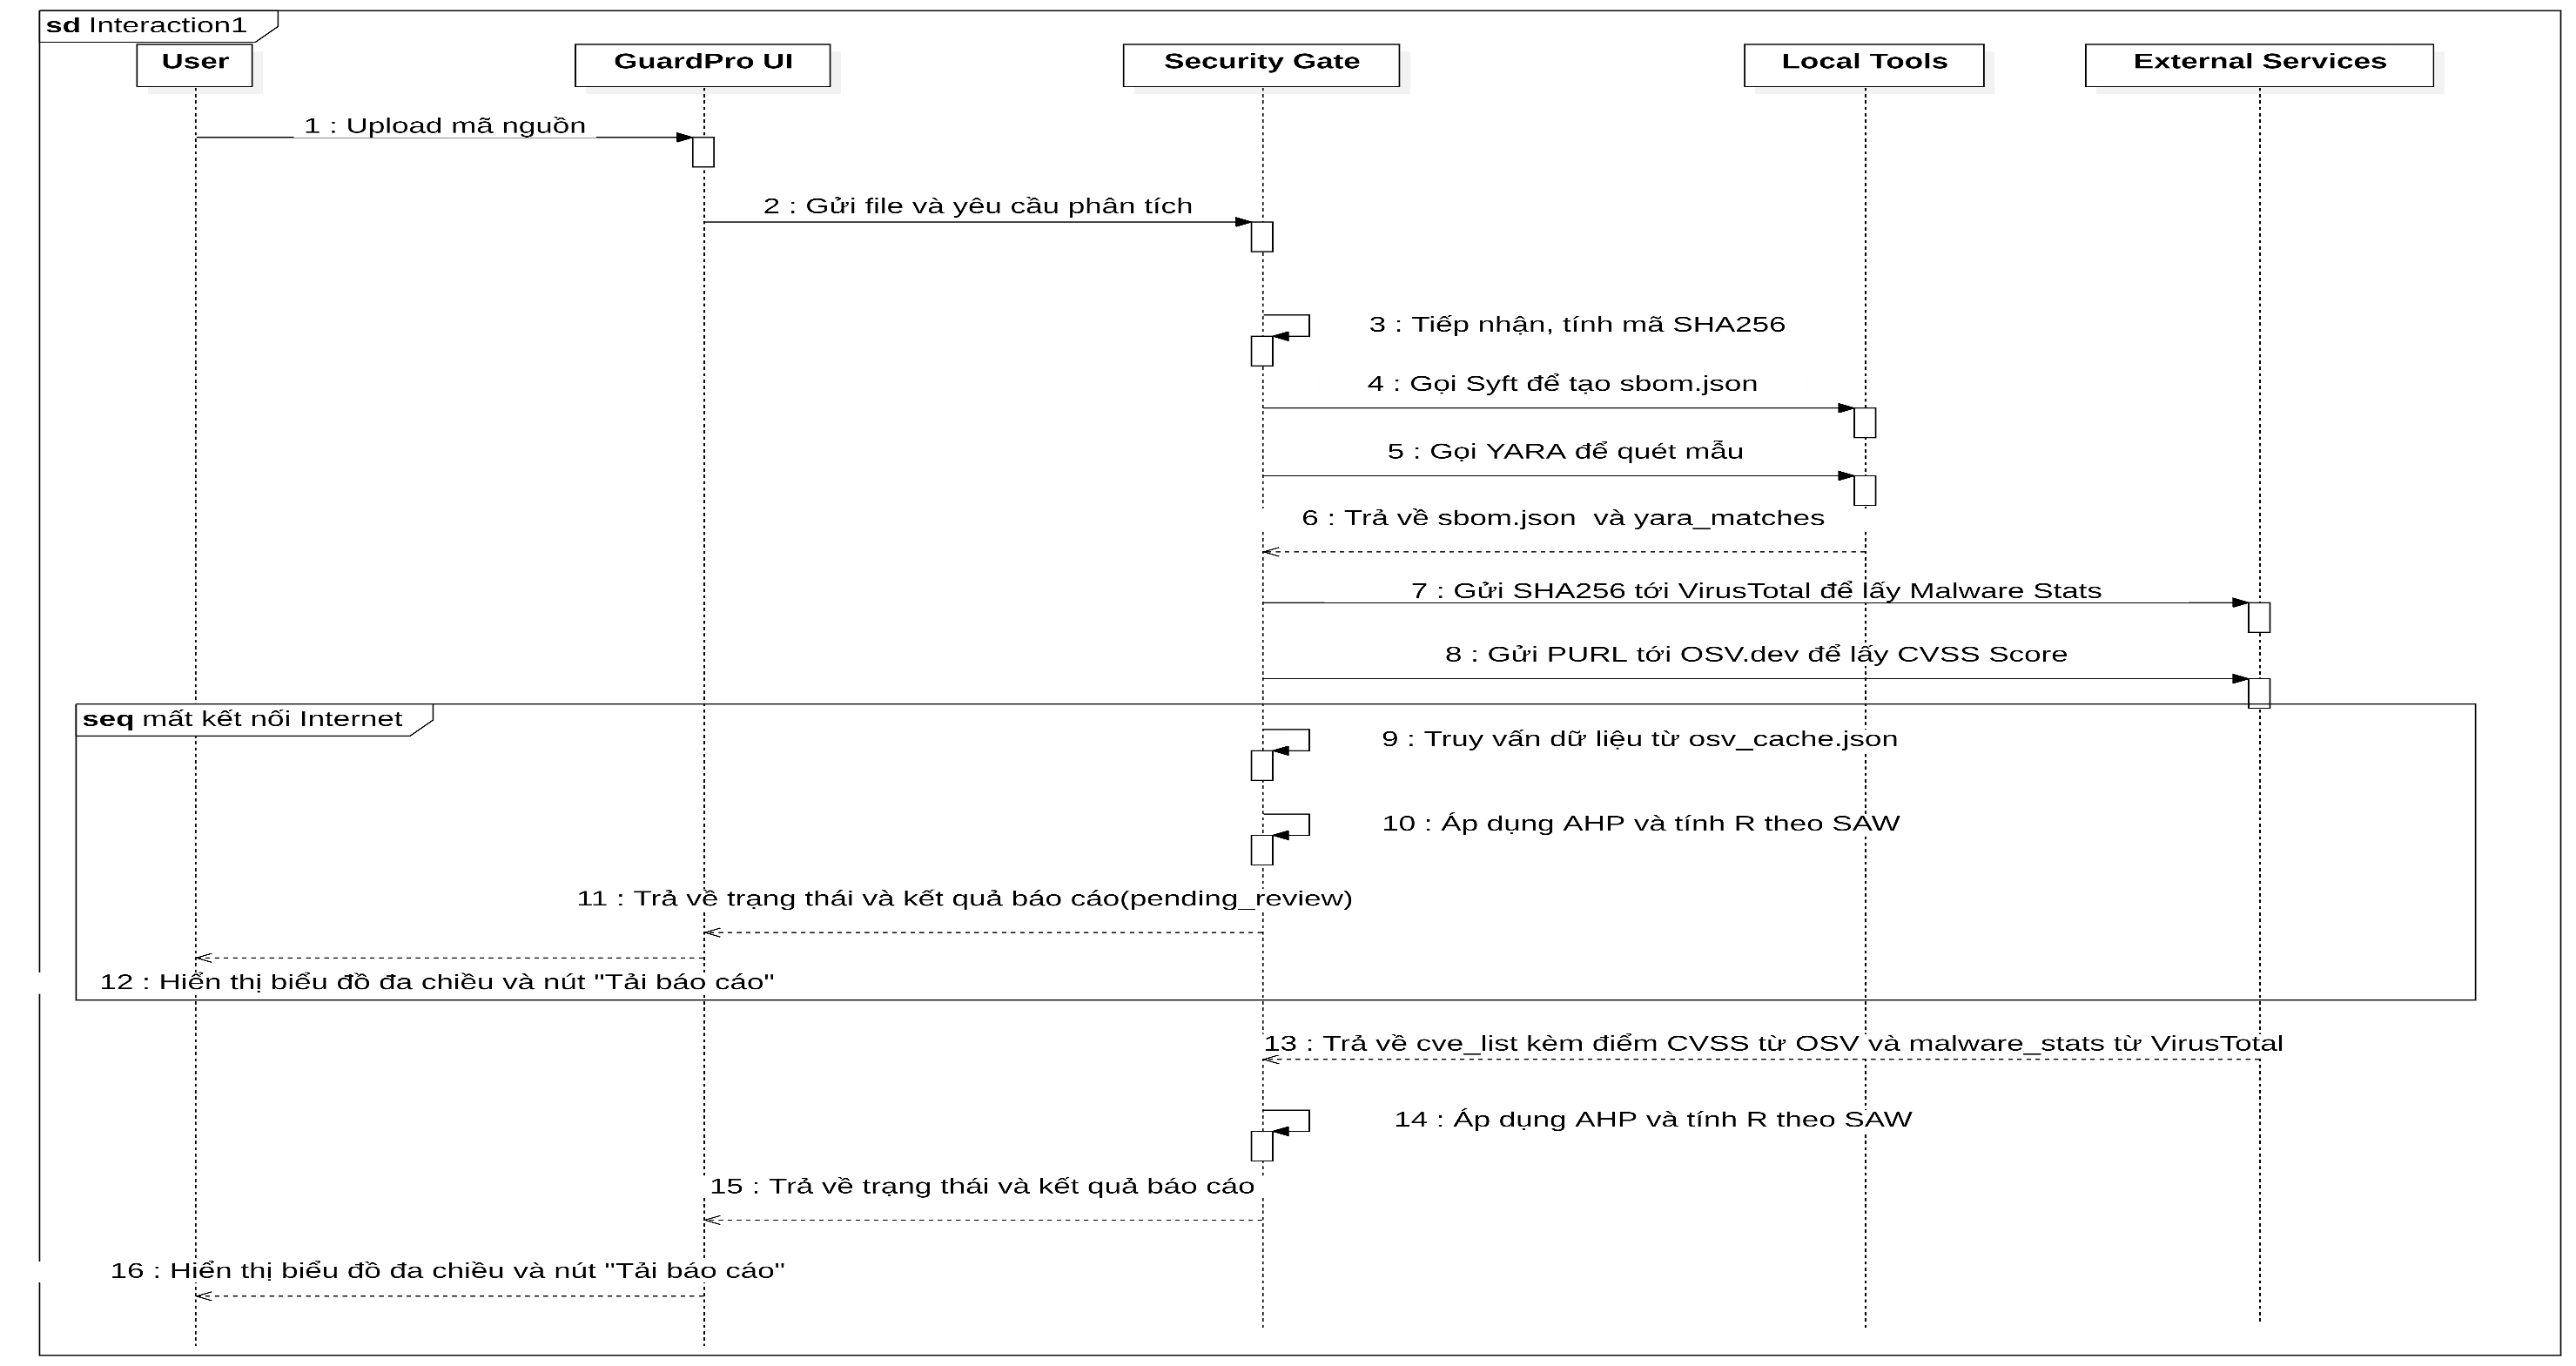 sd Interaction1
User
GuardPro UI
Security Gate
Local Tools
External Services
1 : Upload mã nguồn
2 : Gửi file và yêu cầu phân tích
3 : Tiếp nhận, tính mã SHA256
4 : Gọi Syft để tạo sbom.json
5 : Gọi YARA để quét mẫu
6 : Trả về sbom.json và yara_matches
7 : Gửi SHA256 tới VirusTotal để lấy Malware Stats
8 : Gửi PURL tới OSV.dev để lấy CVSS Score
seq mất kết nối Internet
9 : Truy vấn dữ liệu từ osv_cache.json
10 : Áp dụng AHP và tính R theo SAW
11 : Trả về trạng thái và kết quả báo cáo(pending_review)
12 : Hiển thị biểu đồ đa chiều và nút "Tải báo cáo"
13 : Trả về cve_list kèm điểm CVSS từ OSV và malware_stats từ VirusTotal
14 : Áp dụng AHP và tính R theo SAW
15 : Trả về trạng thái và kết quả báo cáo
16 : Hiển thị biểu đồ đa chiều và nút "Tải báo cáo"